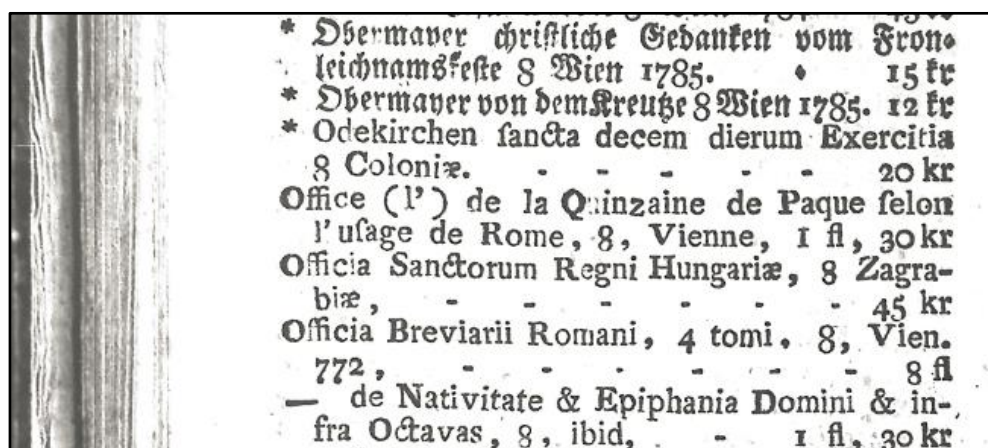 * Obermayer christliche Gedanken vom Fron-
leichnamsfeste 8 Wien 1785. - 15 kr
* Obermayer von dem Kreutze 8 Wien 1785. 12 kr
* Odekirchen ſancta decem dierum Exercitia
8 Coloniæ. - - - - - 20 kr
Office (l') de la Quinzaine de Paque ſelon
l'uſage de Rome, 8, Vienne, 1 fl, 30 kr
Officia Sanctorum Regni Hungariæ, 8 Zagra-
biæ, - - - - - - 45 kr
Officia Breviarii Romani, 4 tomi. 8, Vien.
772, - - - - - - - 8 fl
— de Nativitate & Epiphania Domini & in-
fra Octavas, 8, ibid, - 1 fl, 30 kr